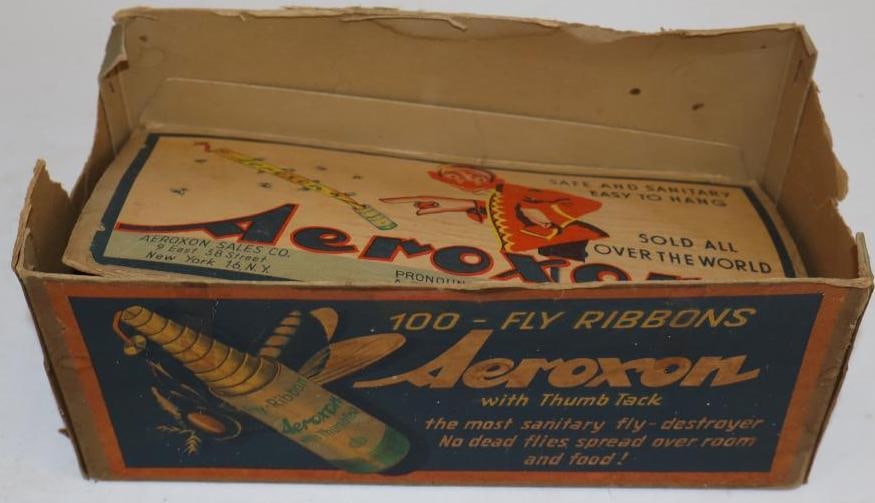 SAFE AND SANITARY
EASY TO HANG
SOLD ALL
OVER THE WORLD
Aeroxon
AEROXON SALES CO.
9 East 38 Street
New York 16 N.Y.
100 - FLY RIBBONS
Aeroxon
with Thumb Tack
the most sanitary fly-destroyer
No dead flies spread over room
and food!
Aeroxon